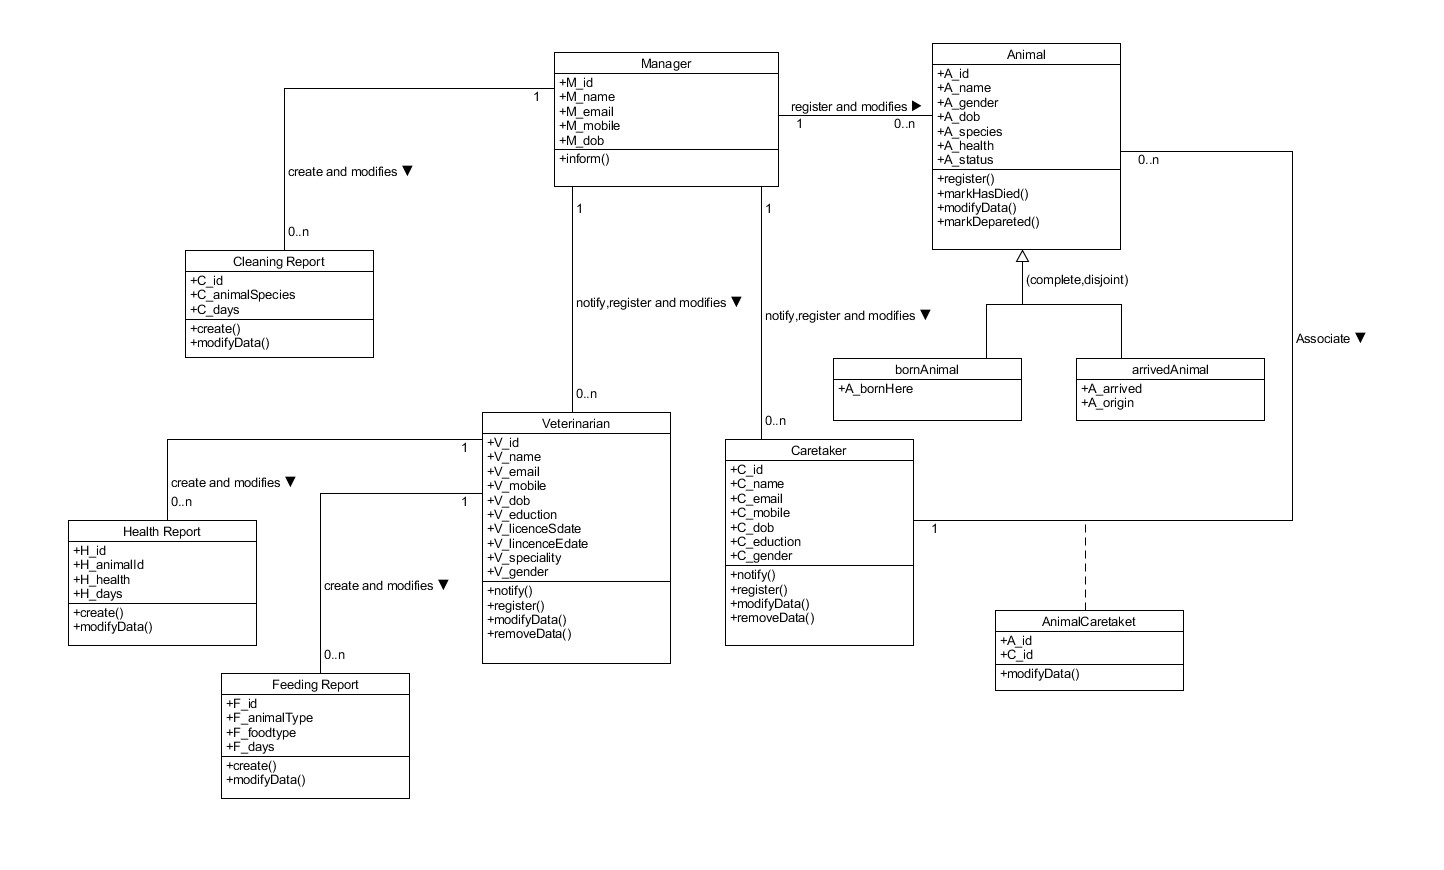 Manager
+M_id
+M_name
+M_email
+M_mobile
+M_dob
+inform()
Animal
+A_id
+A_name
+A_gender
+A_dob
+A_species
+A_health
+A_status
+register()
+markHasDied()
+modifyData()
+markDepareted()
register and modifies ▶
1
0..n
1
create and modifies ▼
0..n
Cleaning Report
+C_id
+C_animalSpecies
+C_days
+create()
+modifyData()
1
notify,register and modifies ▼
0..n
1
notify,register and modifies ▼
0..n
(complete,disjoint)
bornAnimal
+A_bornHere
arrivedAnimal
+A_arrived
+A_origin
0..n
Associate ▼
1
Veterinarian
+V_id
+V_name
+V_email
+V_mobile
+V_dob
+V_eduction
+V_licenceSdate
+V_lincenceEdate
+V_speciality
+V_gender
+notify()
+register()
+modifyData()
+removeData()
Caretaker
+C_id
+C_name
+C_email
+C_mobile
+C_dob
+C_eduction
+C_gender
+notify()
+register()
+modifyData()
+removeData()
1
create and modifies ▼
0..n
Health Report
+H_id
+H_animalId
+H_health
+H_days
+create()
+modifyData()
1
create and modifies ▼
0..n
Feeding Report
+F_id
+F_animalType
+F_foodtype
+F_days
+create()
+modifyData()
AnimalCaretaket
+A_id
+C_id
+modifyData()